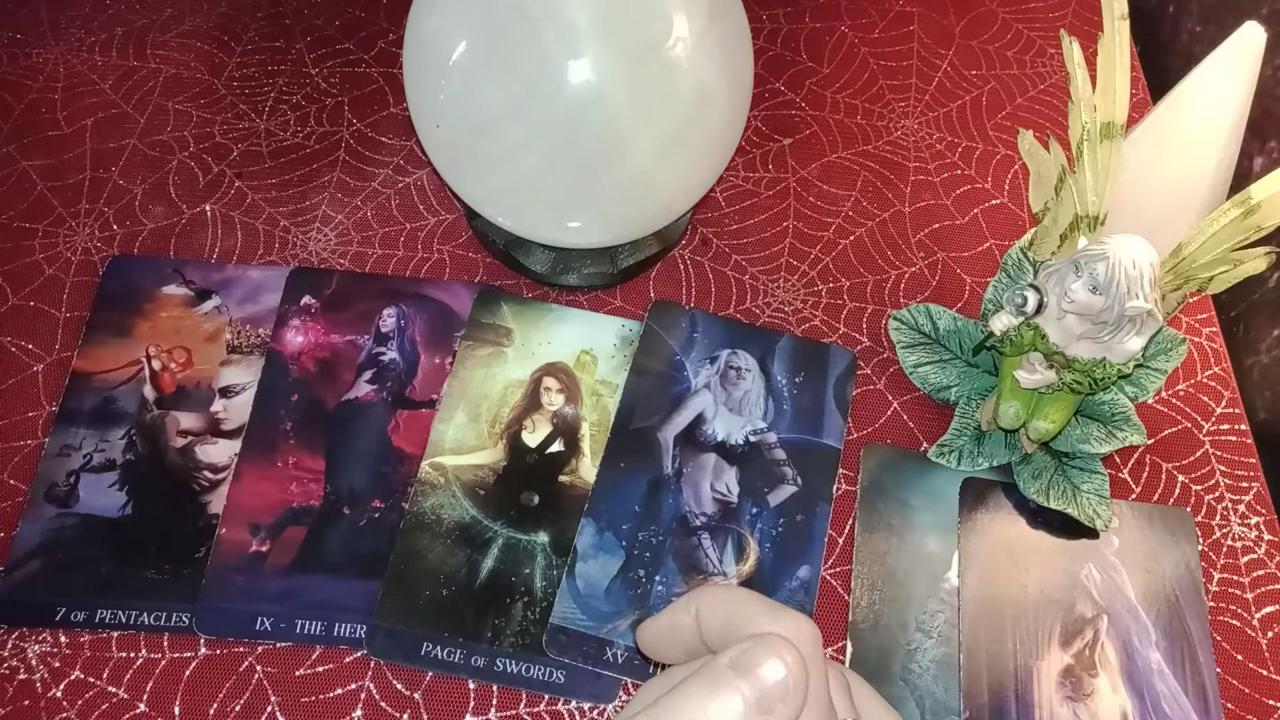 7 OF PENTACLES
IX - THE HER
PAGE OF SWORDS
XV -